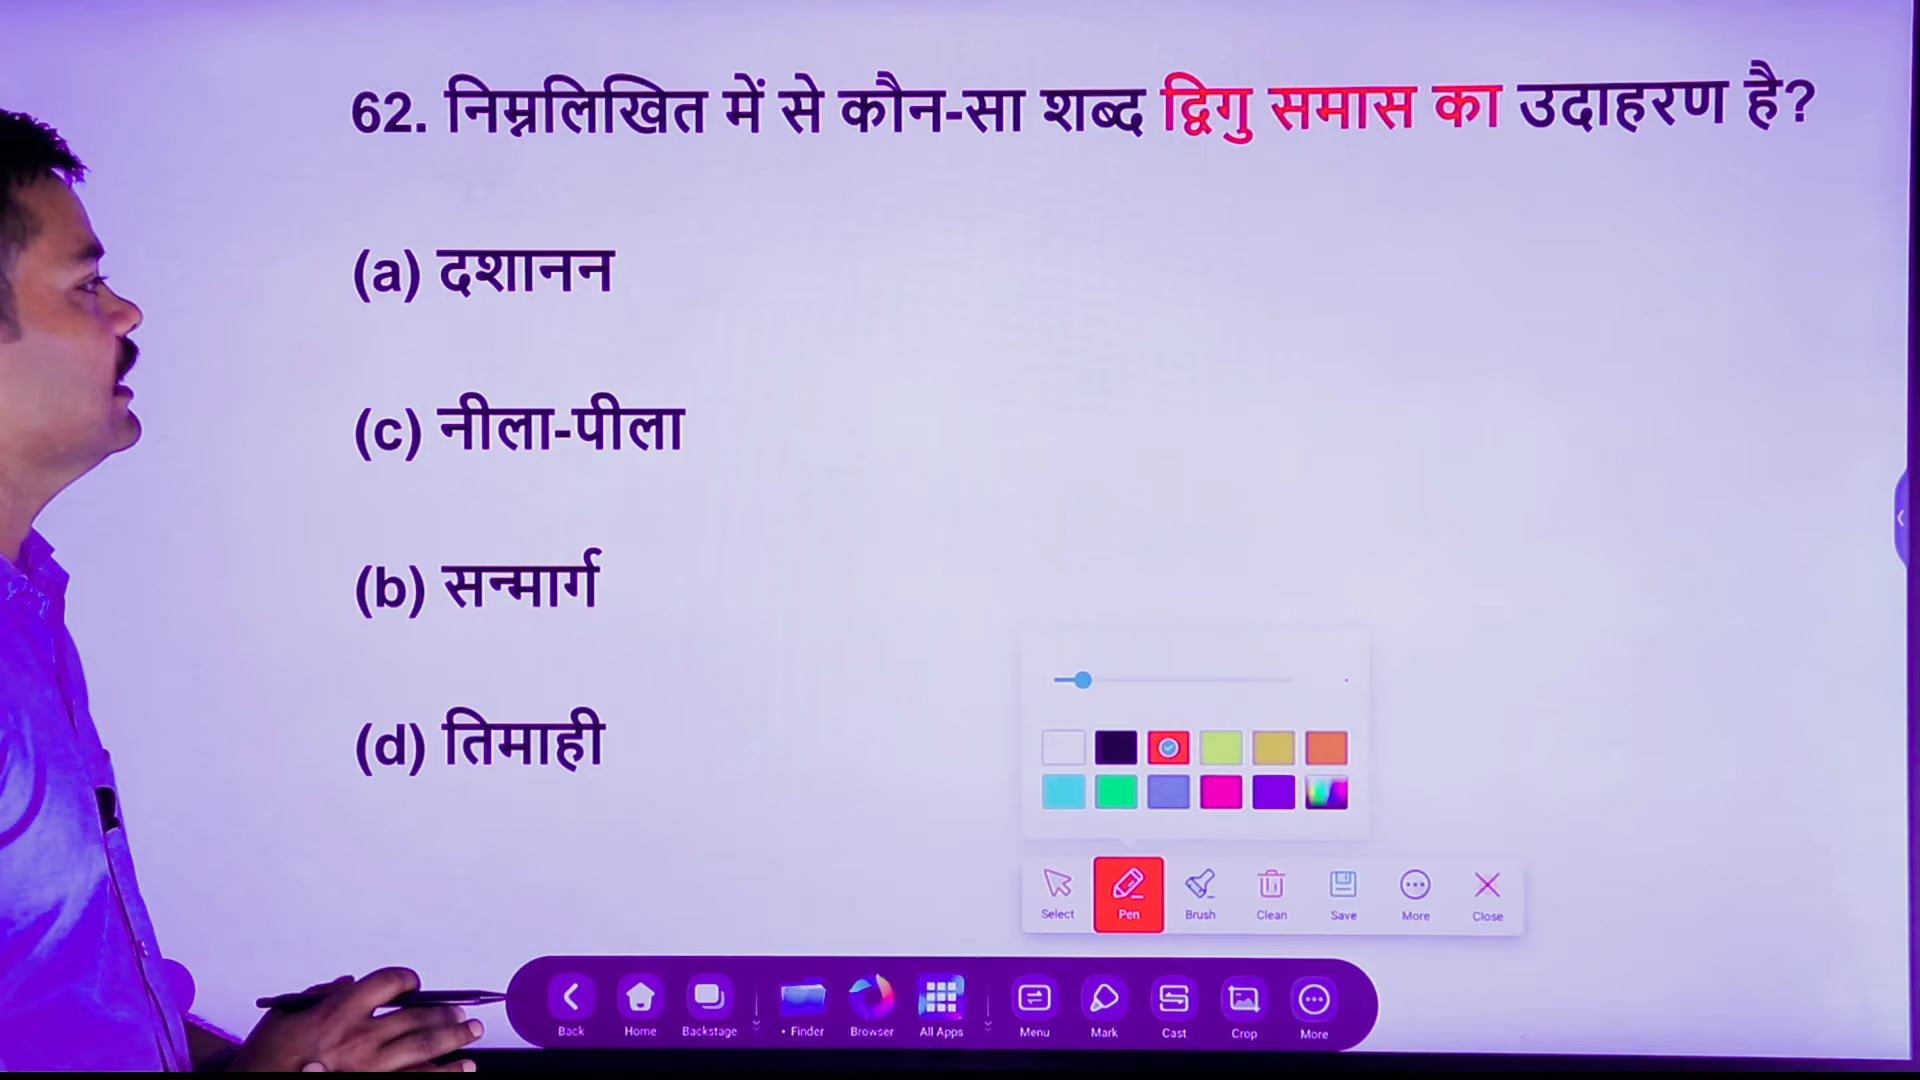 62. निम्नलिखित में से कौन-सा शब्द द्विगु समास का उदाहरण है?
(a) दशानन
(c) नीला-पीला
(b) सन्मार्ग
(d) तिमाही
Select Pen Brush Clean Save More Close
Back Home Backstage • Finder Browser All Apps Menu Mark Cast Crop More